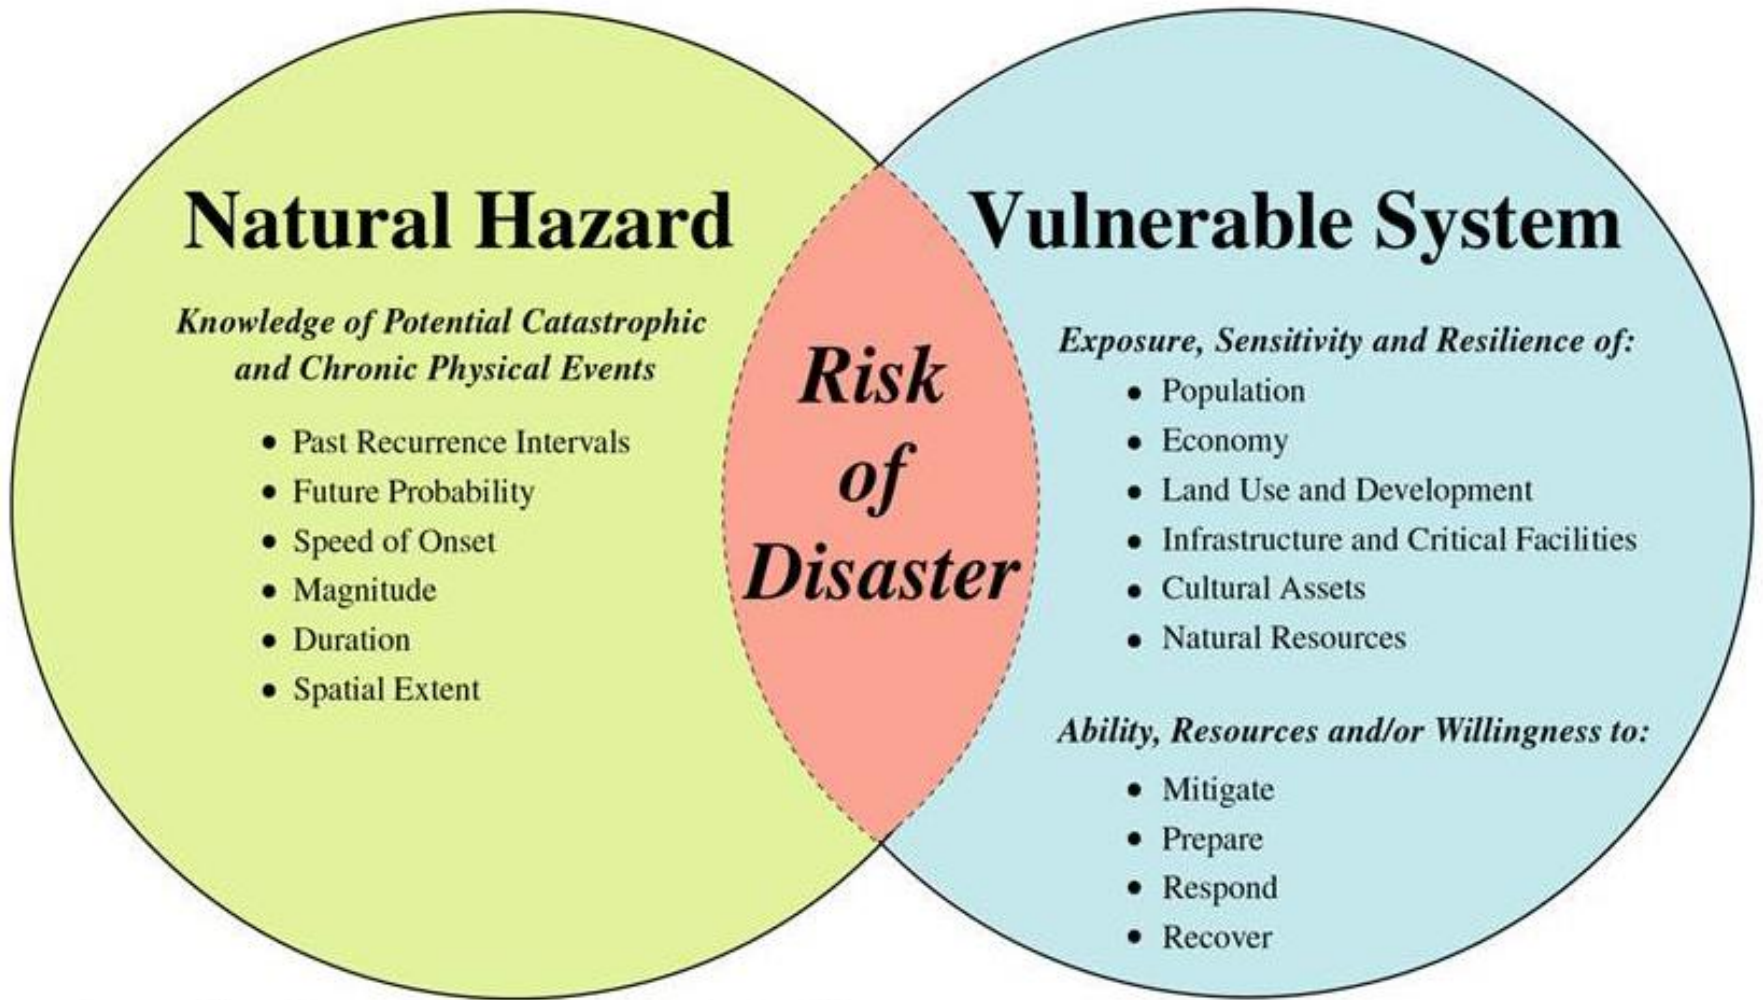 Natural Hazard
Knowledge of Potential Catastrophic
and Chronic Physical Events
• Past Recurrence Intervals
• Future Probability
• Speed of Onset
• Magnitude
• Duration
• Spatial Extent
Risk
of
Disaster
Vulnerable System
Exposure, Sensitivity and Resilience of:
• Population
• Economy
• Land Use and Development
• Infrastructure and Critical Facilities
• Cultural Assets
• Natural Resources
Ability, Resources and/or Willingness to:
• Mitigate
• Prepare
• Respond
• Recover